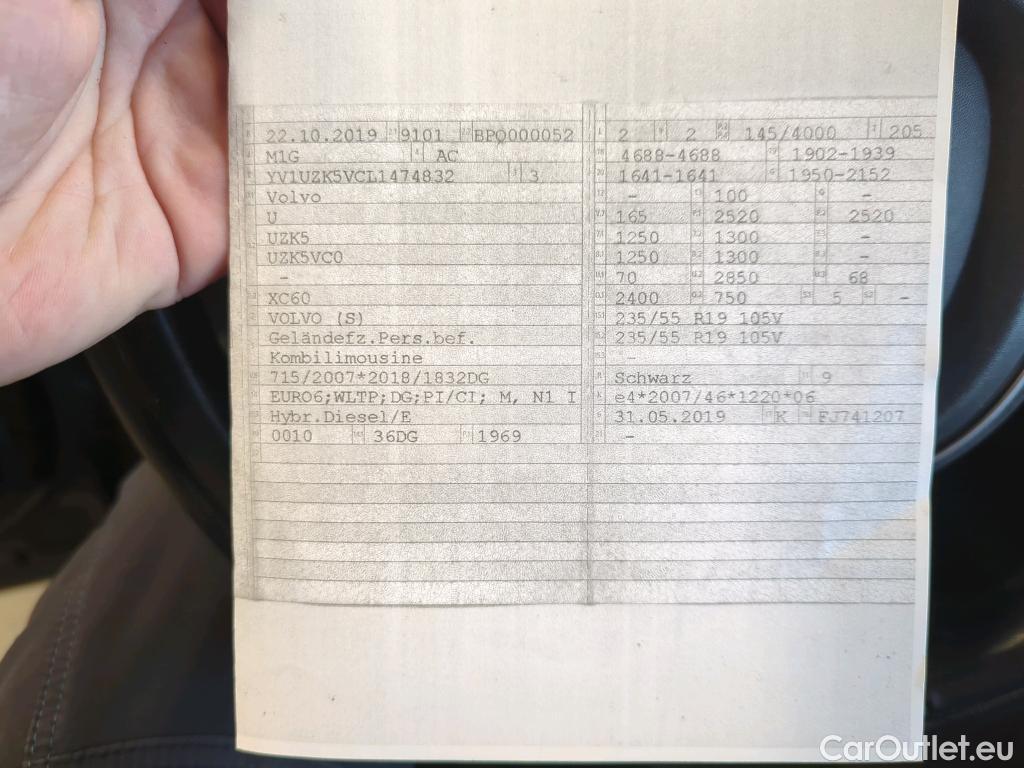 22.10.2019 9101 BPQ000052
M1G AC
YV1UZK5VCL1474832 3
Volvo
U
UZK5
UZK5VC0
-
XC60
VOLVO (S)
Geländefz.Pers.bef.
Kombilimousine
715/2007*2018/1832DG
EURO6;WLTP;DG;PI/CI; M, N1 I
Hybr.Diesel/E
0010 36DG 1969
2 2 145/4000 205
4688-4688 1902-1939
1641-1641 1950-2152
- 100 -
165 2520 2520
1250 1300 -
1250 1300 -
70 2850 68
2400 750 5 -
235/55 R19 105V
235/55 R19 105V
-
Schwarz 9
e4*2007/46*1220*06
31.05.2019 K FJ741207
-
CarOutlet.eu